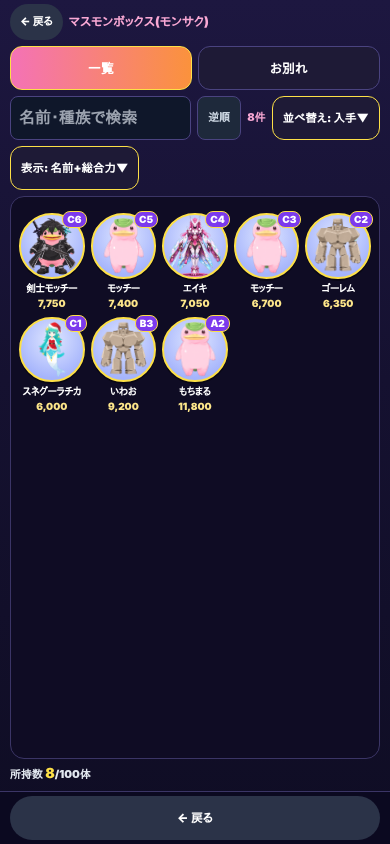 ← 戻る マスモンボックス(モンサク)
一覧 お別れ
名前・種族で検索 逆順 8件 並べ替え: 入手▼
表示: 名前+総合力▼
C6 C5 C4 C3 C2
剣士モッチー モッチー エイキ モッチー ゴーレム
7,750 7,400 7,050 6,700 6,350
C1 B3 A2
スネグーラチカ いわお もちまる
6,000 9,200 11,800
所持数 8/100体
← 戻る